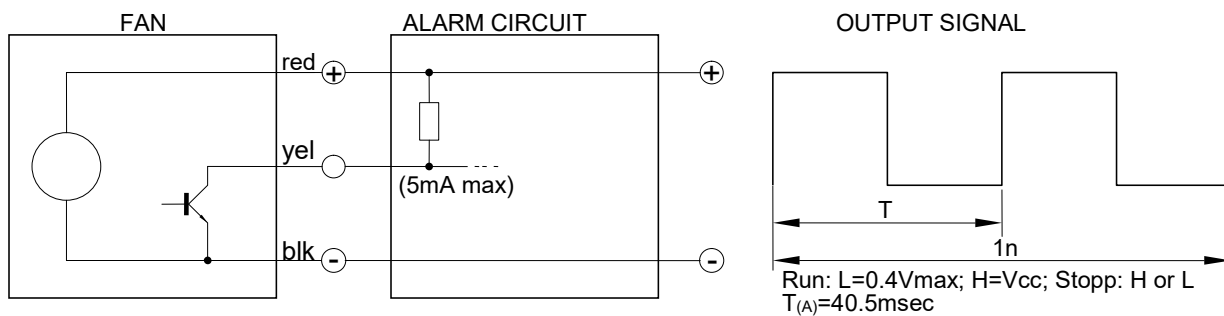 FAN
ALARM CIRCUIT
OUTPUT SIGNAL
red
+
+
yel
(5mA max)
T
blk
-
-
1n
Run: L=0.4Vmax; H=Vcc; Stopp: H or L
T(A)=40.5msec